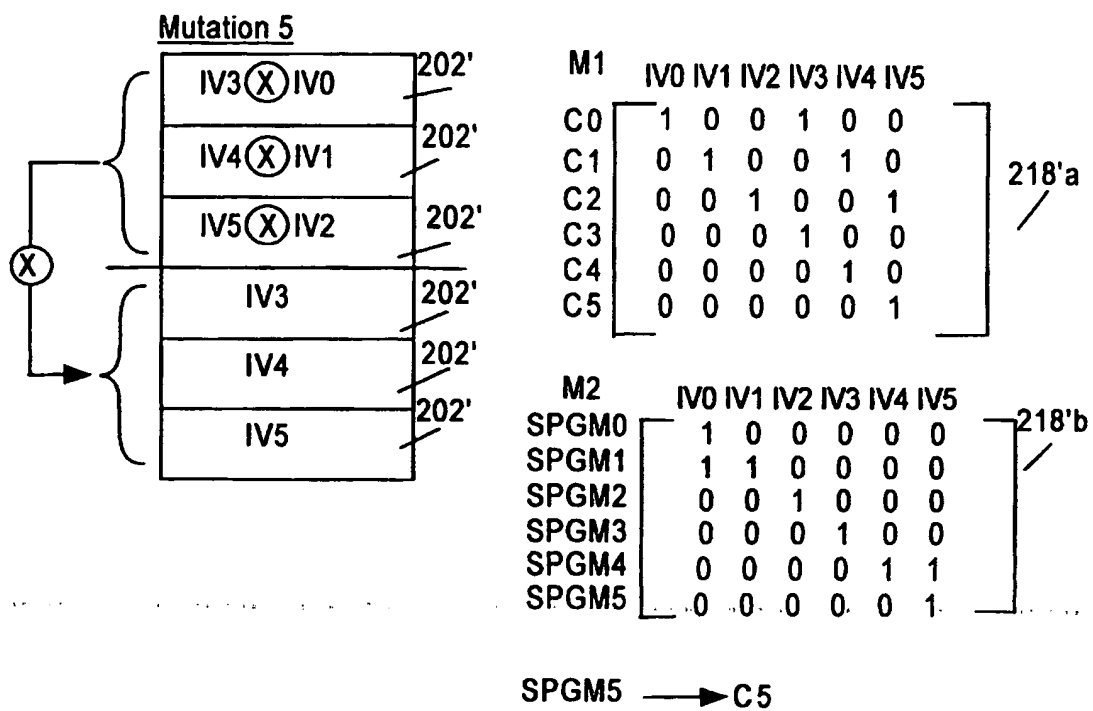 Mutation 5
IV3 X IV0 202'
IV4 X IV1 202'
IV5 X IV2 202'
X
IV3 202'
IV4 202'
IV5 202'
M1 IV0 IV1 IV2 IV3 IV4 IV5
C0 1 0 0 1 0 0
C1 0 1 0 0 1 0
C2 0 0 1 0 0 1
C3 0 0 0 1 0 0
C4 0 0 0 0 1 0
C5 0 0 0 0 0 1
218'a
M2 IV0 IV1 IV2 IV3 IV4 IV5
SPGM0 1 0 0 0 0 0
SPGM1 1 1 0 0 0 0
SPGM2 0 0 1 0 0 0
SPGM3 0 0 0 1 0 0
SPGM4 0 0 0 0 1 1
SPGM5 0 0 0 0 0 1
218'b
SPGM5 → C5